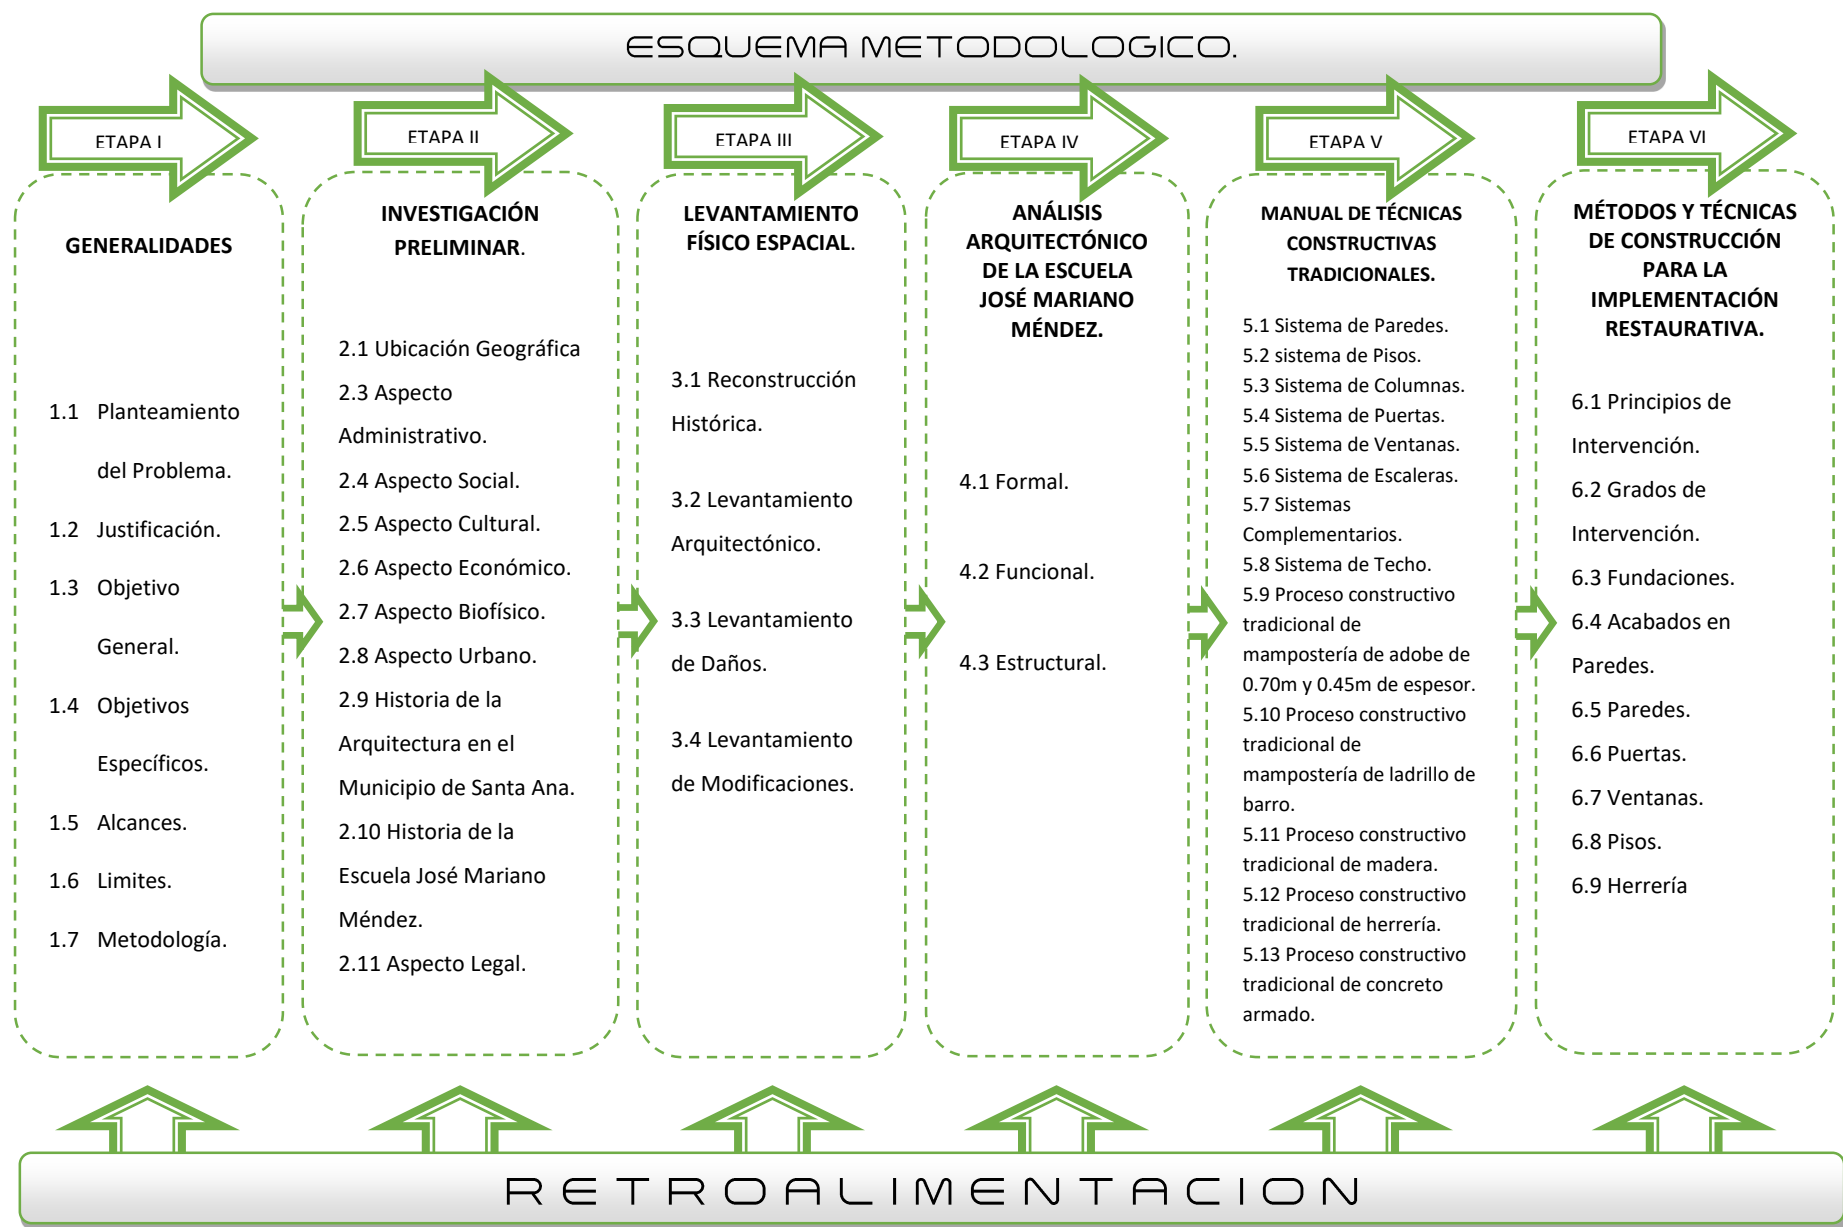 ESQUEMA METODOLOGICO.
ETAPA I
GENERALIDADES
1.1 Planteamiento
del Problema.
1.2 Justificación.
1.3 Objetivo
General.
1.4 Objetivos
Específicos.
1.5 Alcances.
1.6 Limites.
1.7 Metodología.
ETAPA II
INVESTIGACIÓN
PRELIMINAR.
2.1 Ubicación Geográfica
2.3 Aspecto
Administrativo.
2.4 Aspecto Social.
2.5 Aspecto Cultural.
2.6 Aspecto Económico.
2.7 Aspecto Biofísico.
2.8 Aspecto Urbano.
2.9 Historia de la
Arquitectura en el
Municipio de Santa Ana.
2.10 Historia de la
Escuela José Mariano
Méndez.
2.11 Aspecto Legal.
ETAPA III
LEVANTAMIENTO
FÍSICO ESPACIAL.
3.1 Reconstrucción
Histórica.
3.2 Levantamiento
Arquitectónico.
3.3 Levantamiento
de Daños.
3.4 Levantamiento
de Modificaciones.
ETAPA IV
ANÁLISIS
ARQUITECTÓNICO
DE LA ESCUELA
JOSÉ MARIANO
MÉNDEZ.
4.1 Formal.
4.2 Funcional.
4.3 Estructural.
ETAPA V
MANUAL DE TÉCNICAS
CONSTRUCTIVAS
TRADICIONALES.
5.1 Sistema de Paredes.
5.2 sistema de Pisos.
5.3 Sistema de Columnas.
5.4 Sistema de Puertas.
5.5 Sistema de Ventanas.
5.6 Sistema de Escaleras.
5.7 Sistemas
Complementarios.
5.8 Sistema de Techo.
5.9 Proceso constructivo
tradicional de
mampostería de adobe de
0.70m y 0.45m de espesor.
5.10 Proceso constructivo
tradicional de
mampostería de ladrillo de
barro.
5.11 Proceso constructivo
tradicional de madera.
5.12 Proceso constructivo
tradicional de herrería.
5.13 Proceso constructivo
tradicional de concreto
armado.
ETAPA VI
MÉTODOS Y TÉCNICAS
DE CONSTRUCCIÓN
PARA LA
IMPLEMENTACIÓN
RESTAURATIVA.
6.1 Principios de
Intervención.
6.2 Grados de
Intervención.
6.3 Fundaciones.
6.4 Acabados en
Paredes.
6.5 Paredes.
6.6 Puertas.
6.7 Ventanas.
6.8 Pisos.
6.9 Herrería
RETROALIMENTACION